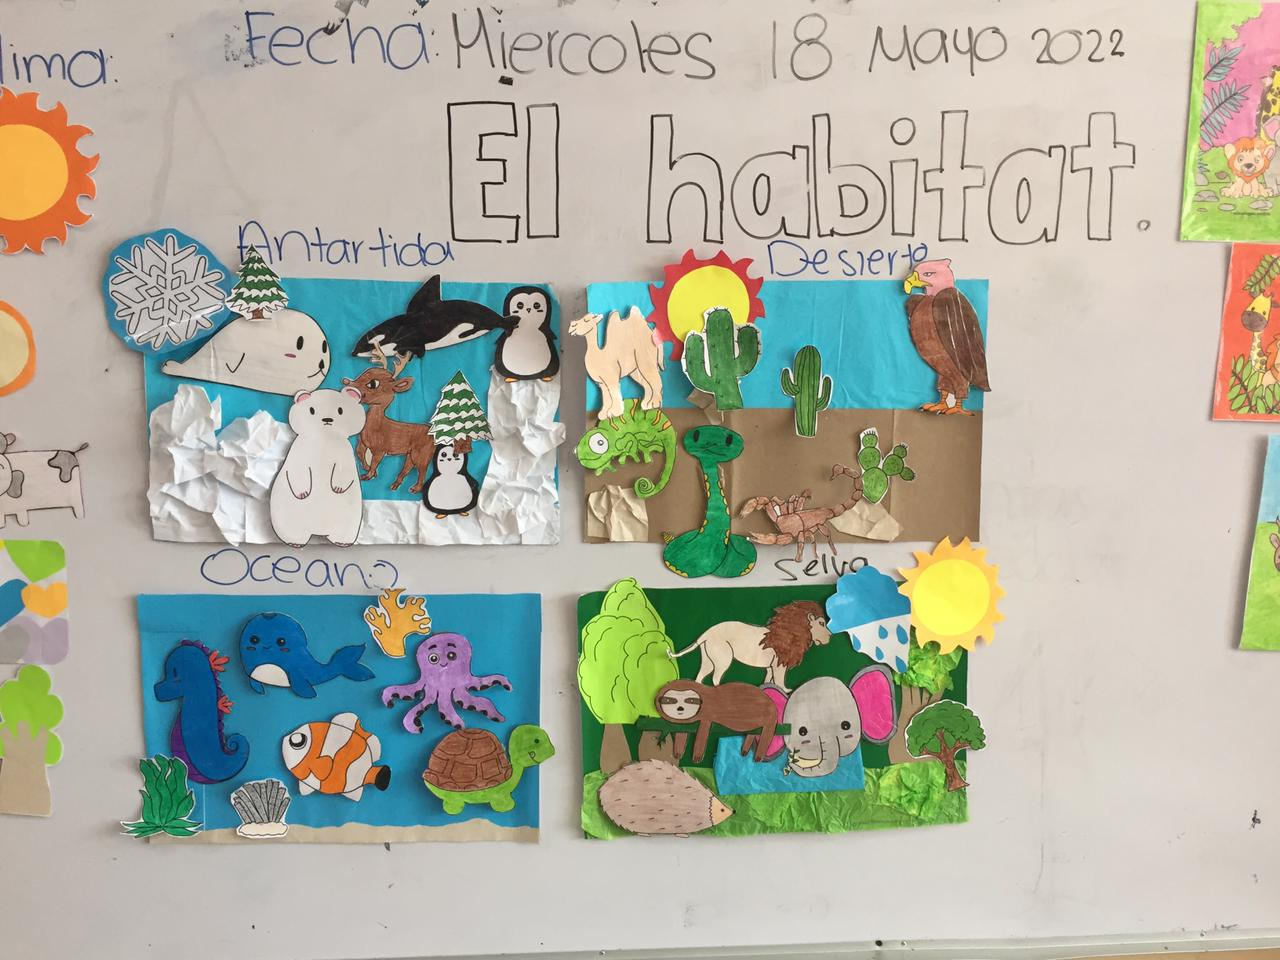 lima:
Fecha: Miercoles 18 Mayo 2022
El habitat.
Antartida
Desierto
Oceano
Selva